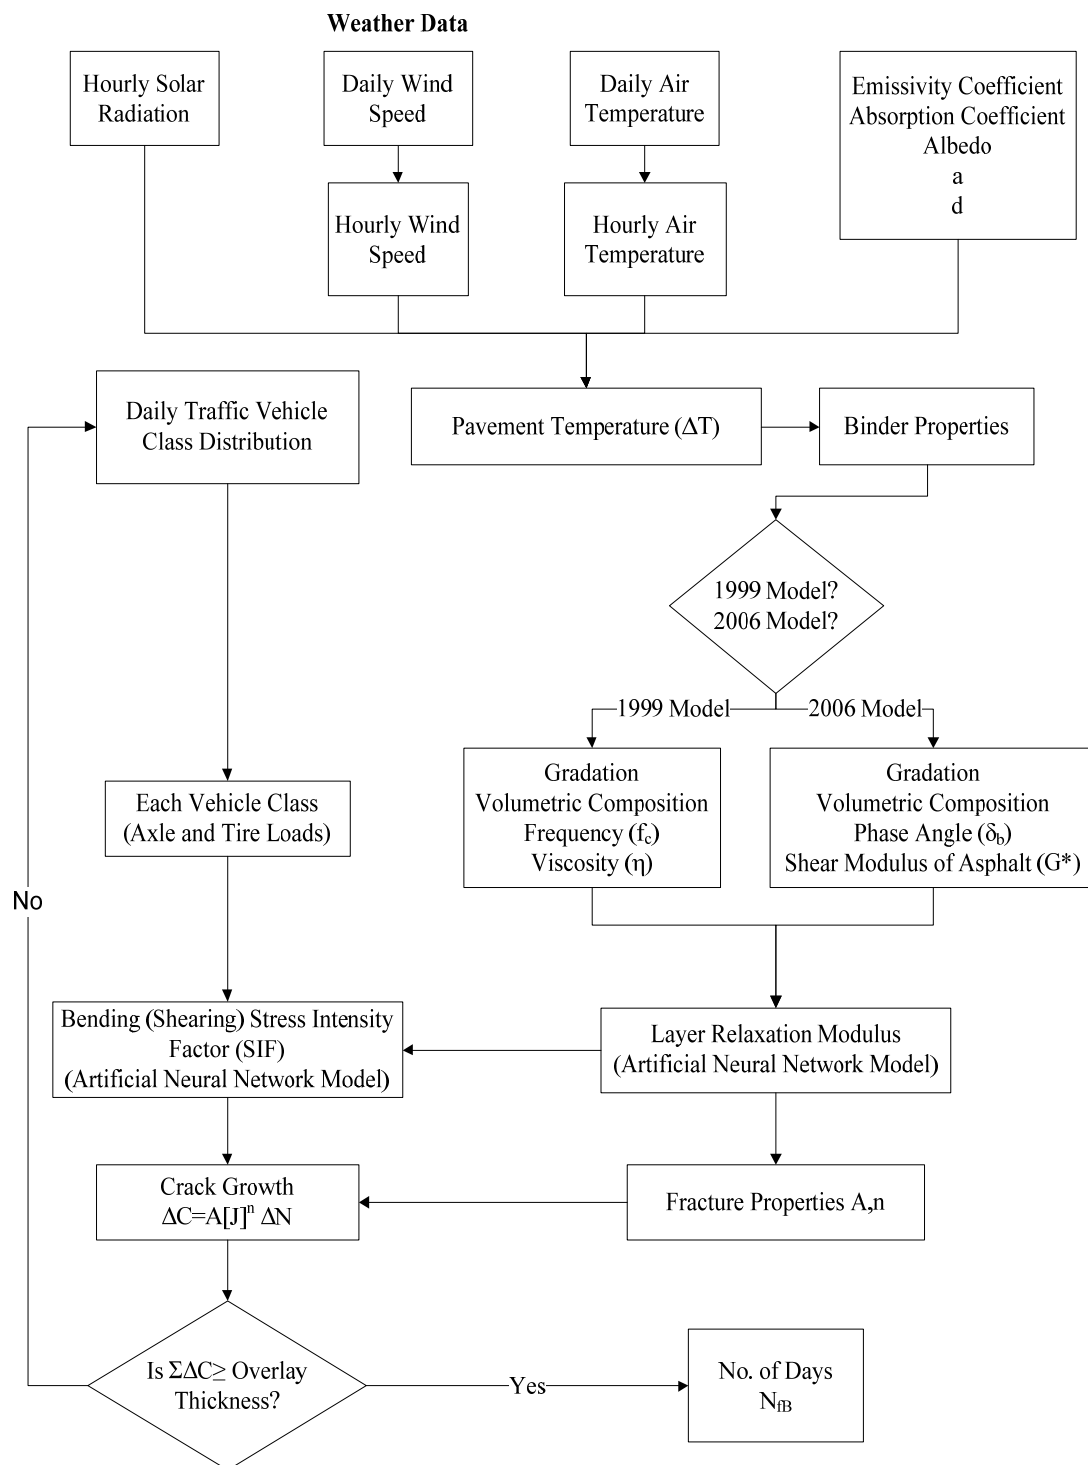 Weather Data
Hourly Solar
Radiation
Daily Wind
Speed
Daily Air
Temperature
Emissivity Coefficient
Absorption Coefficient
Albedo
a
d
Hourly Wind
Speed
Hourly Air
Temperature
Daily Traffic Vehicle
Class Distribution
Pavement Temperature (ΔT)
Binder Properties
1999 Model?
2006 Model?
1999 Model
2006 Model
Gradation
Volumetric Composition
Frequency (fc)
Viscosity (η)
Gradation
Volumetric Composition
Phase Angle (δb)
Shear Modulus of Asphalt (G*)
Each Vehicle Class
(Axle and Tire Loads)
No
Bending (Shearing) Stress Intensity
Factor (SIF)
(Artificial Neural Network Model)
Layer Relaxation Modulus
(Artificial Neural Network Model)
Crack Growth
ΔC=A[J]ⁿ ΔN
Fracture Properties A,n
Is ΣΔC≥ Overlay
Thickness?
Yes
No. of Days
NfB